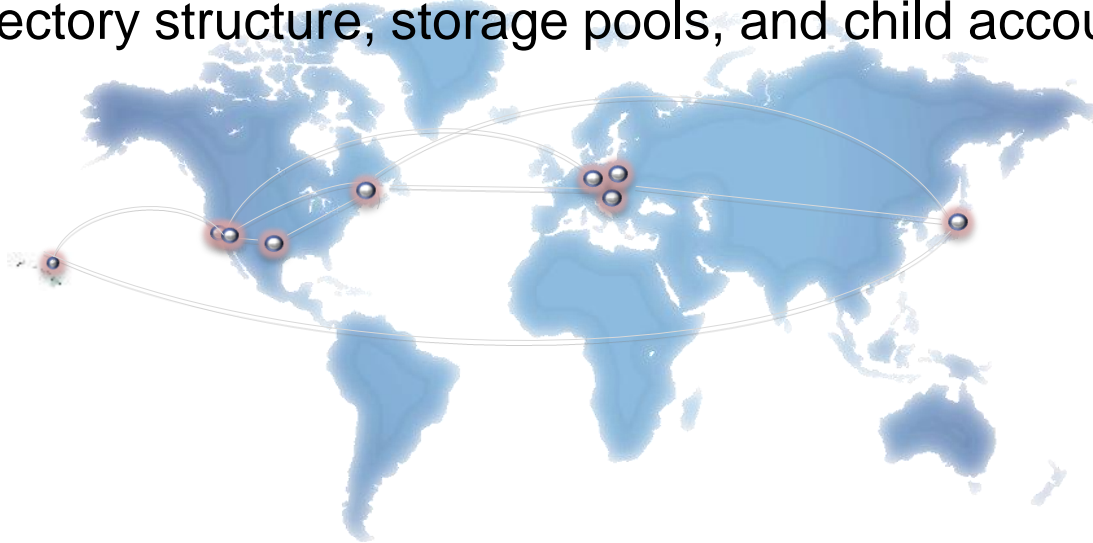 ectory structure, storage pools, and child accou